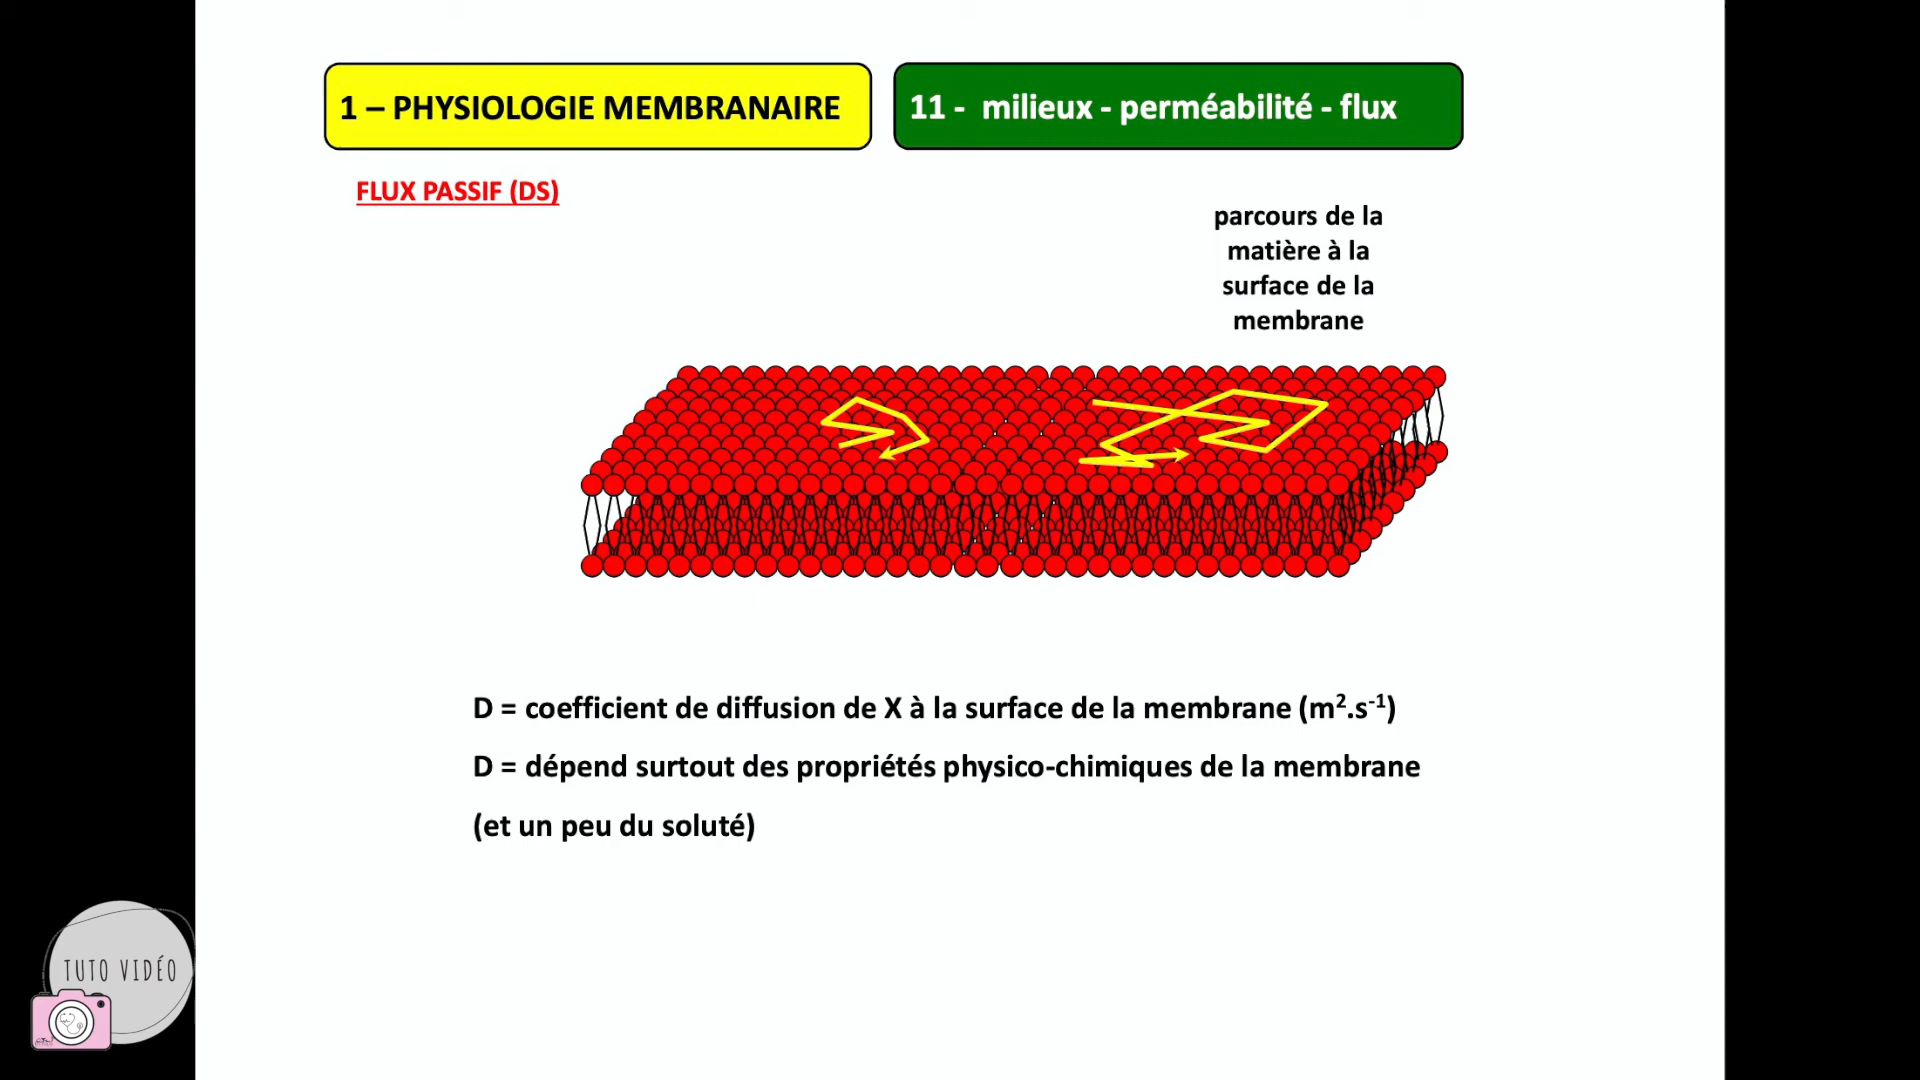 1 – PHYSIOLOGIE MEMBRANAIRE
11 - milieux - perméabilité - flux
FLUX PASSIF (DS)
parcours de la
matière à la
surface de la
membrane
D = coefficient de diffusion de X à la surface de la membrane (m².s⁻¹)
D = dépend surtout des propriétés physico-chimiques de la membrane
(et un peu du soluté)
TUTO VIDÉO